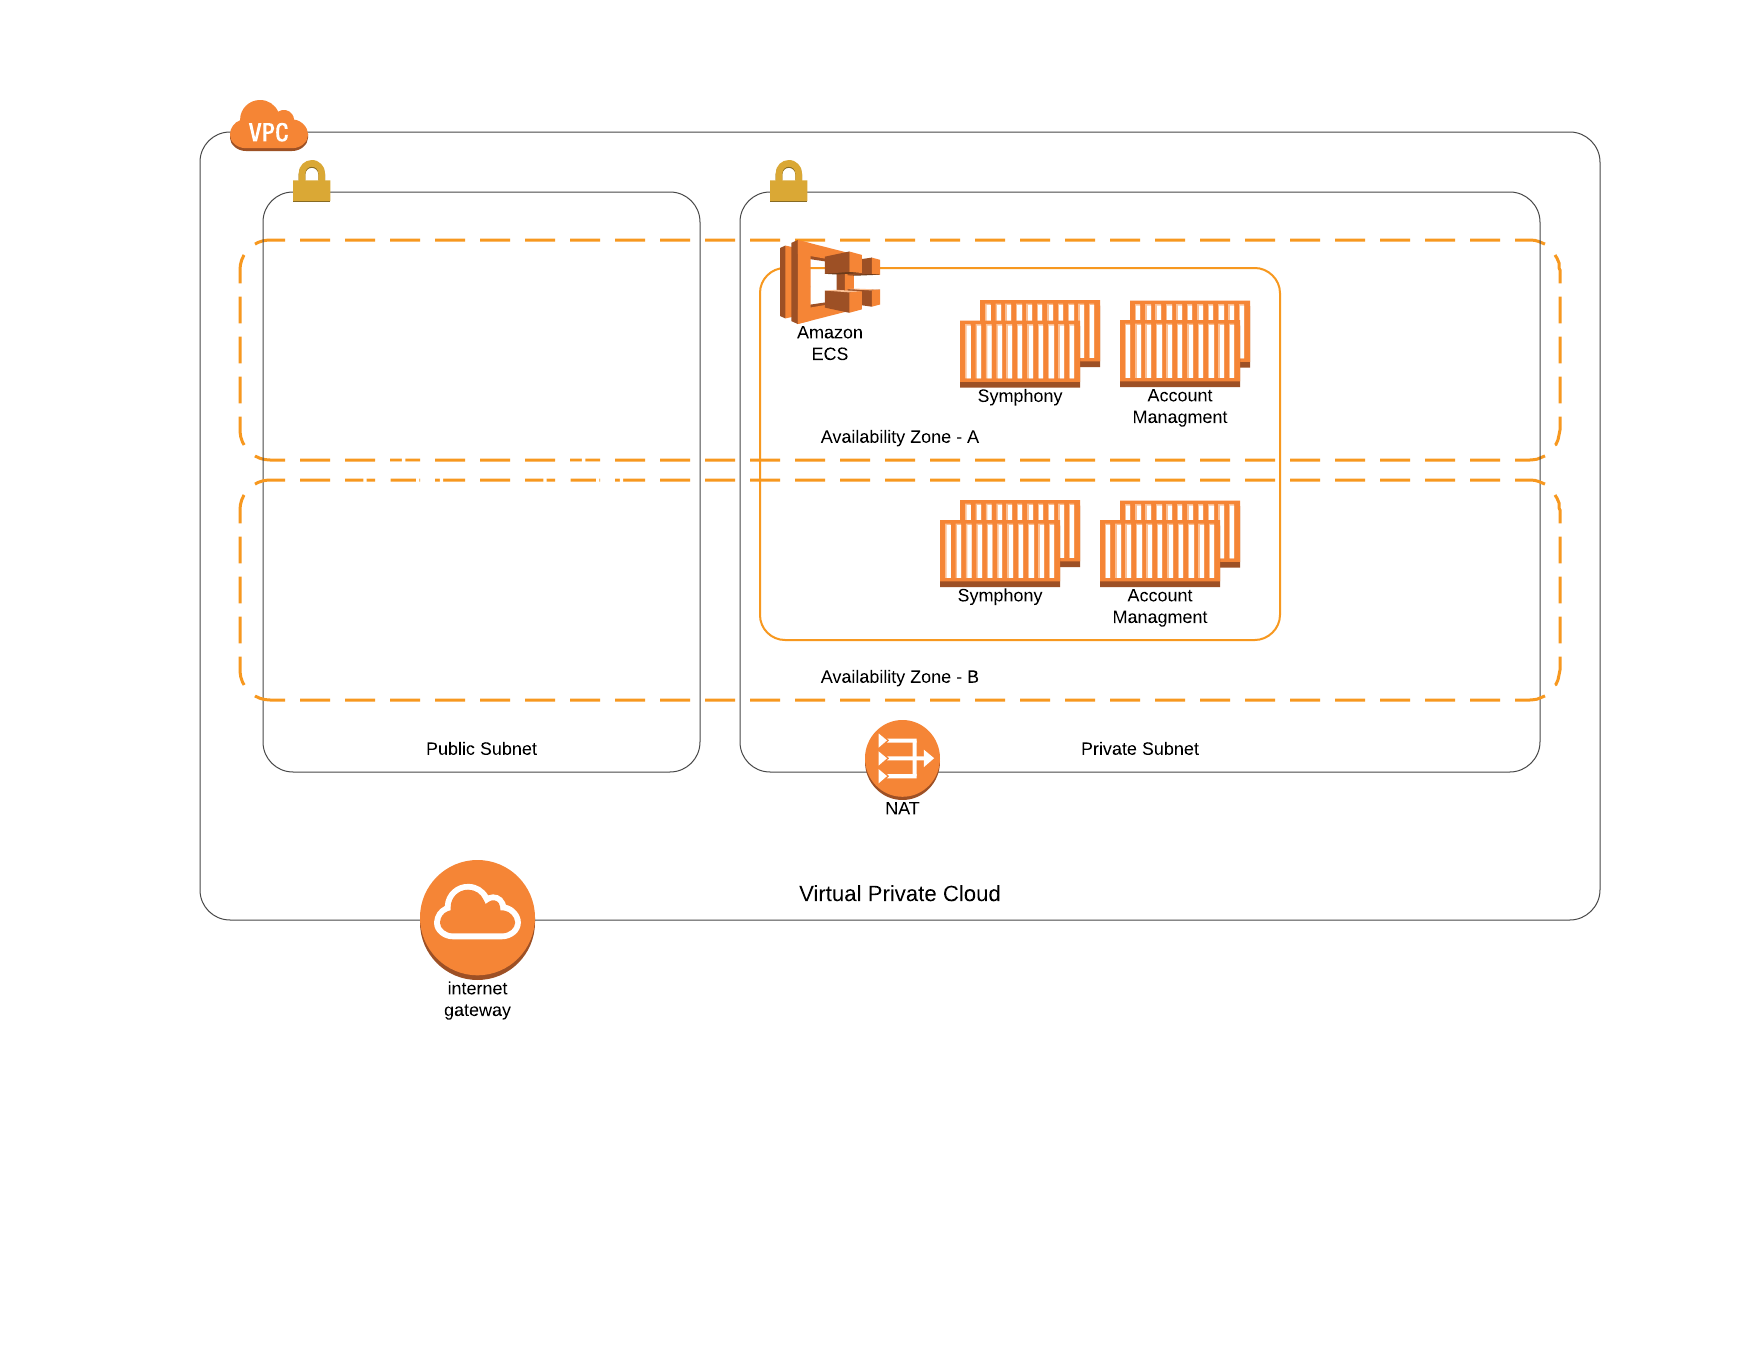 VPC
Amazon
ECS
Symphony
Account
Managment
Availability Zone - A
Symphony
Account
Managment
Availability Zone - B
Public Subnet
Private Subnet
NAT
Virtual Private Cloud
internet
gateway